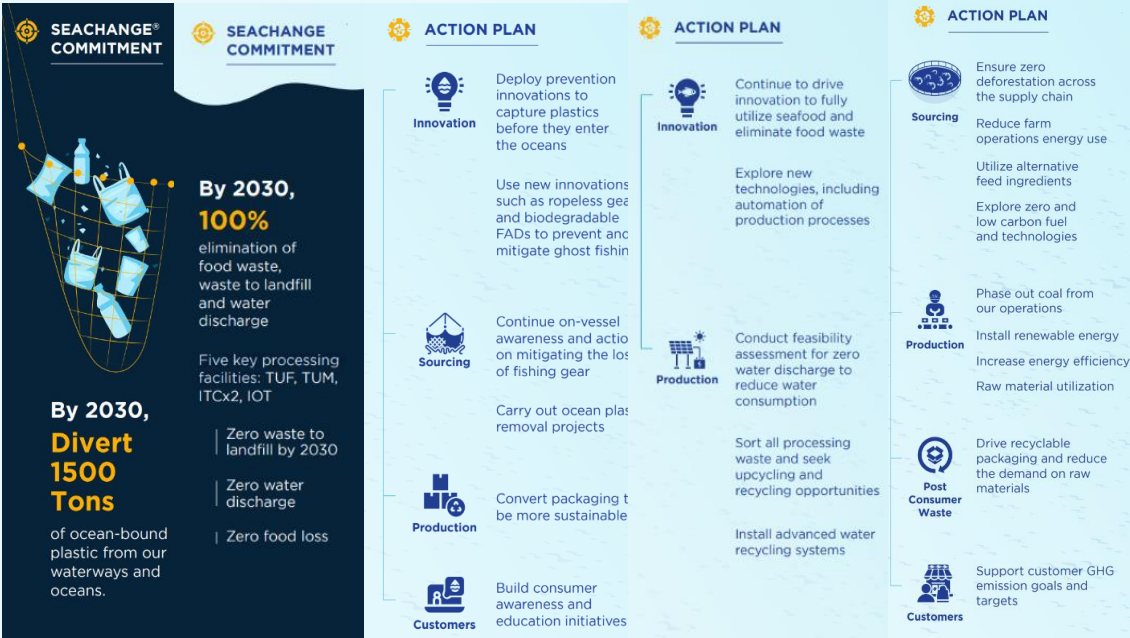 SEACHANGE®
COMMITMENT
By 2030,
Divert
1500
Tons
of ocean-bound
plastic from our
waterways and
oceans.
SEACHANGE
COMMITMENT
By 2030,
100%
elimination of
food waste,
waste to landfill
and water
discharge
Five key processing
facilities: TUF, TUM,
ITCx2, IOT
Zero waste to
landfill by 2030
Zero water
discharge
Zero food loss
ACTION PLAN
Innovation
Deploy prevention
innovations to
capture plastics
before they enter
the oceans
Use new innovations
such as ropeless
and biodegradable
FADs to prevent and
mitigate ghost
Sourcing
Continue on-vessel
awareness and
on mitigating the
of fishing gear
Carry out ocean
removal projects
Production
Convert packaging
be more sustainable
Customers
Build consumer
awareness and
education initiatives
ACTION PLAN
Innovation
Continue to drive
innovation to fully
utilize seafood and
eliminate food waste
Explore new
technologies, including
automation of
production processes
Production
Conduct feasibility
assessment for zero
water discharge to
reduce water
consumption
Sort all processing
waste and seek
upcycling and
recycling opportunities
Install advanced water
recycling systems
ACTION PLAN
Sourcing
Ensure zero
deforestation across
the supply chain
Reduce farm
operations energy use
Utilize alternative
feed ingredients
Explore zero and
low carbon fuel
and technologies
Production
Phase out coal from
our operations
Install renewable energy
Increase energy efficiency
Raw material utilization
Post
Consumer
Waste
Drive recyclable
packaging and reduce
the demand on raw
materials
Customers
Support customer GHG
emission goals and
targets